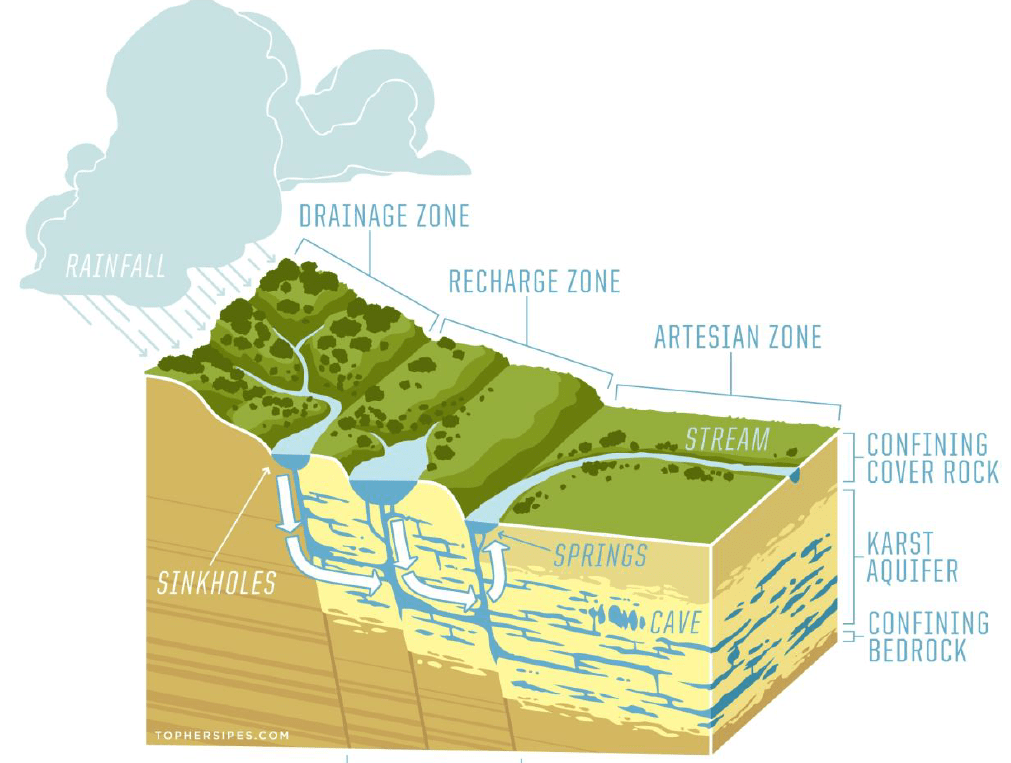 DRAINAGE ZONE
RAINFALL
RECHARGE ZONE
ARTESIAN ZONE
STREAM
CONFINING
COVER ROCK
SPRINGS
KARST
AQUIFER
SINKHOLES
CAVE
CONFINING
BEDROCK
TOPHERSIPES.COM